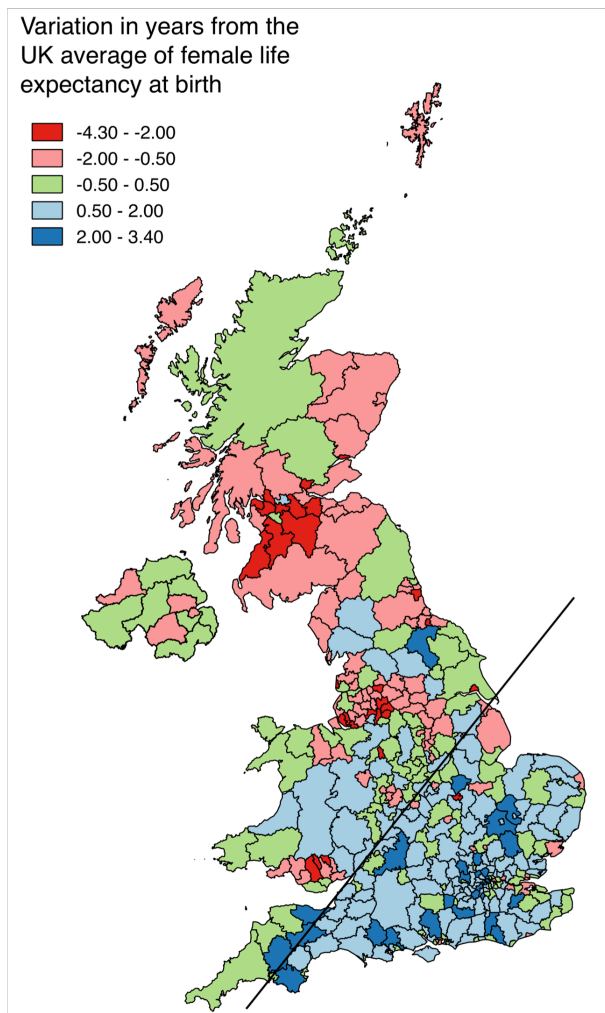 Variation in years from the
UK average of female life
expectancy at birth
-4.30 - -2.00
-2.00 - -0.50
-0.50 - 0.50
0.50 - 2.00
2.00 - 3.40